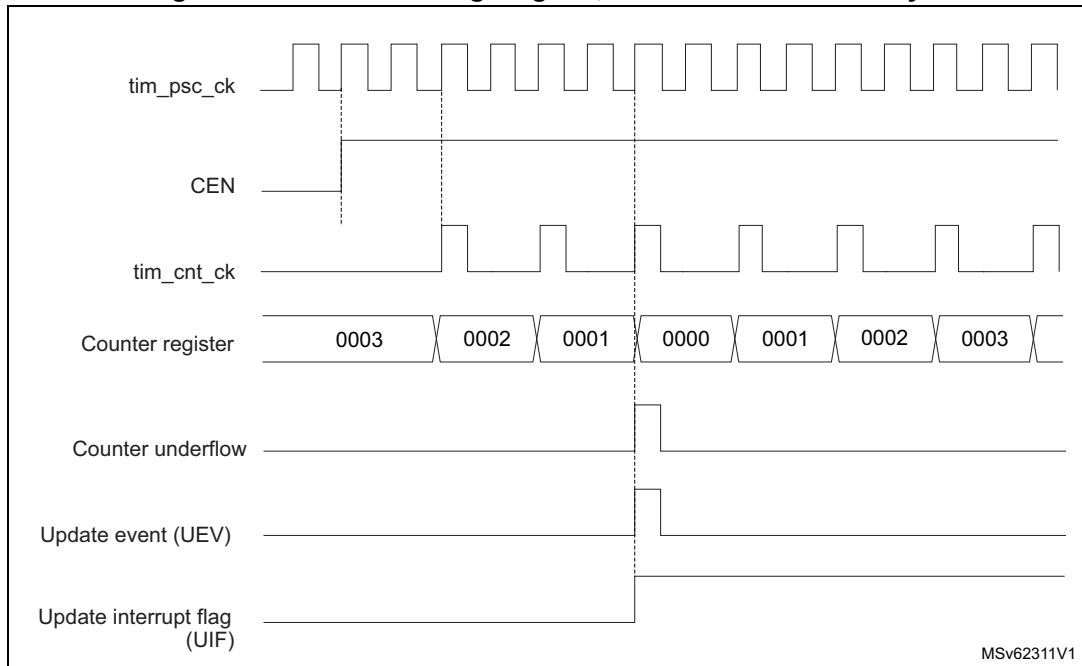 tim_psc_ck
CEN
tim_cnt_ck
Counter register 0003 0002 0001 0000 0001 0002 0003
Counter underflow
Update event (UEV)
Update interrupt flag
(UIF)
MSv62311V1